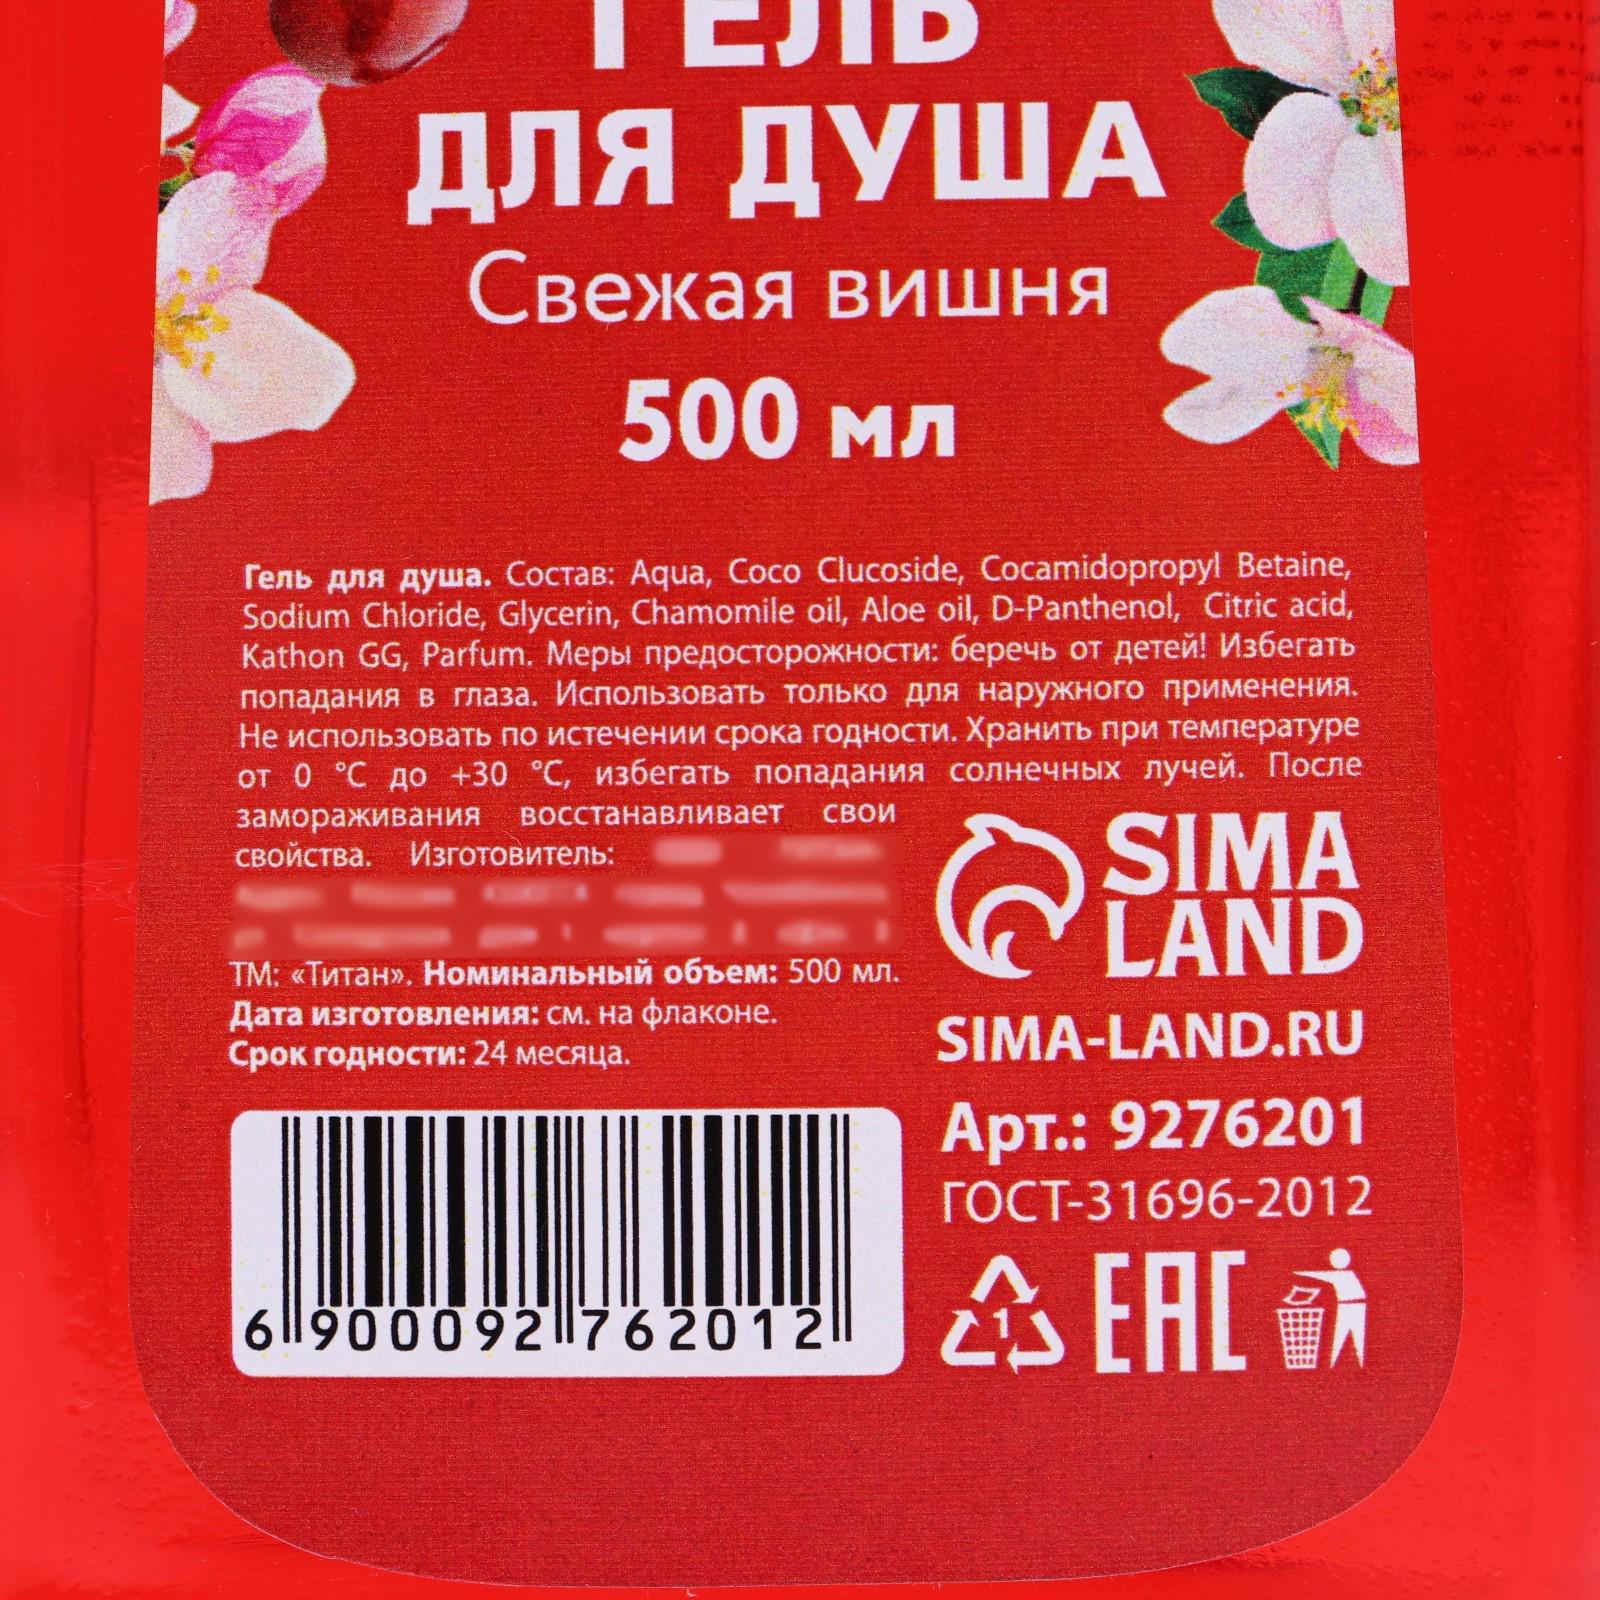 ГЕЛЬ
ДЛЯ ДУША
Свежая вишня
500 мл
Гель для душа. Состав: Aqua, Coco Clucoside, Cocamidopropyl Betaine,
Sodium Chloride, Glycerin, Chamomile oil, Aloe oil, D-Panthenol, Citric acid,
Kathon GG, Parfum. Меры предосторожности: беречь от детей! Избегать
попадания в глаза. Использовать только для наружного применения.
Не использовать по истечении срока годности. Хранить при температуре
от 0 °С до +30 °С, избегать попадания солнечных лучей. После
замораживания восстанавливает свои
свойства. Изготовитель:
ТМ: «Титан». Номинальный объем: 500 мл.
Дата изготовления: см. на флаконе.
Срок годности: 24 месяца.
6 900092 762012
SIMA
LAND
SIMA-LAND.RU
Арт.: 9276201
ГОСТ-31696-2012
1
EAC